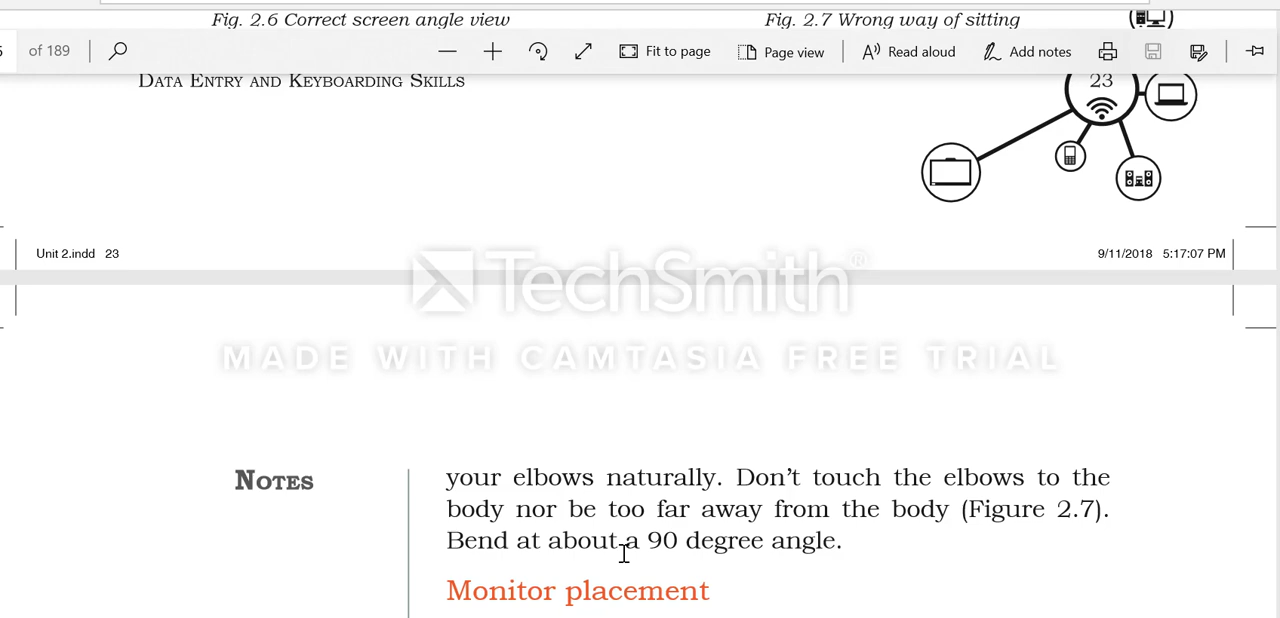 Fig. 2.6 Correct screen angle view
Fig. 2.7 Wrong way of sitting
of 189
Fit to page
Page view
Read aloud
Add notes
DATA ENTRY AND KEYBOARDING SKILLS
23
Unit 2.indd 23
9/11/2018 5:17:07 PM
TechSmith®
MADE WITH CAMTASIA FREE TRIAL
NOTES
your elbows naturally. Don't touch the elbows to the
body nor be too far away from the body (Figure 2.7).
Bend at about a 90 degree angle.
Monitor placement